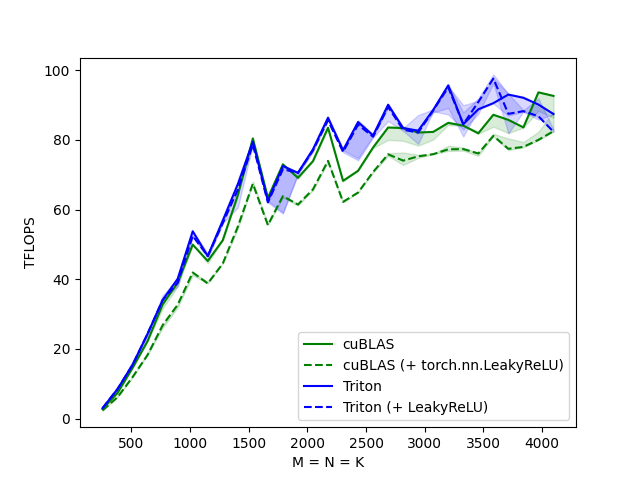 100
80
60
40
20
0
TFLOPS
cuBLAS
cuBLAS (+ torch.nn.LeakyReLU)
Triton
Triton (+ LeakyReLU)
500 1000 1500 2000 2500 3000 3500 4000
M = N = K